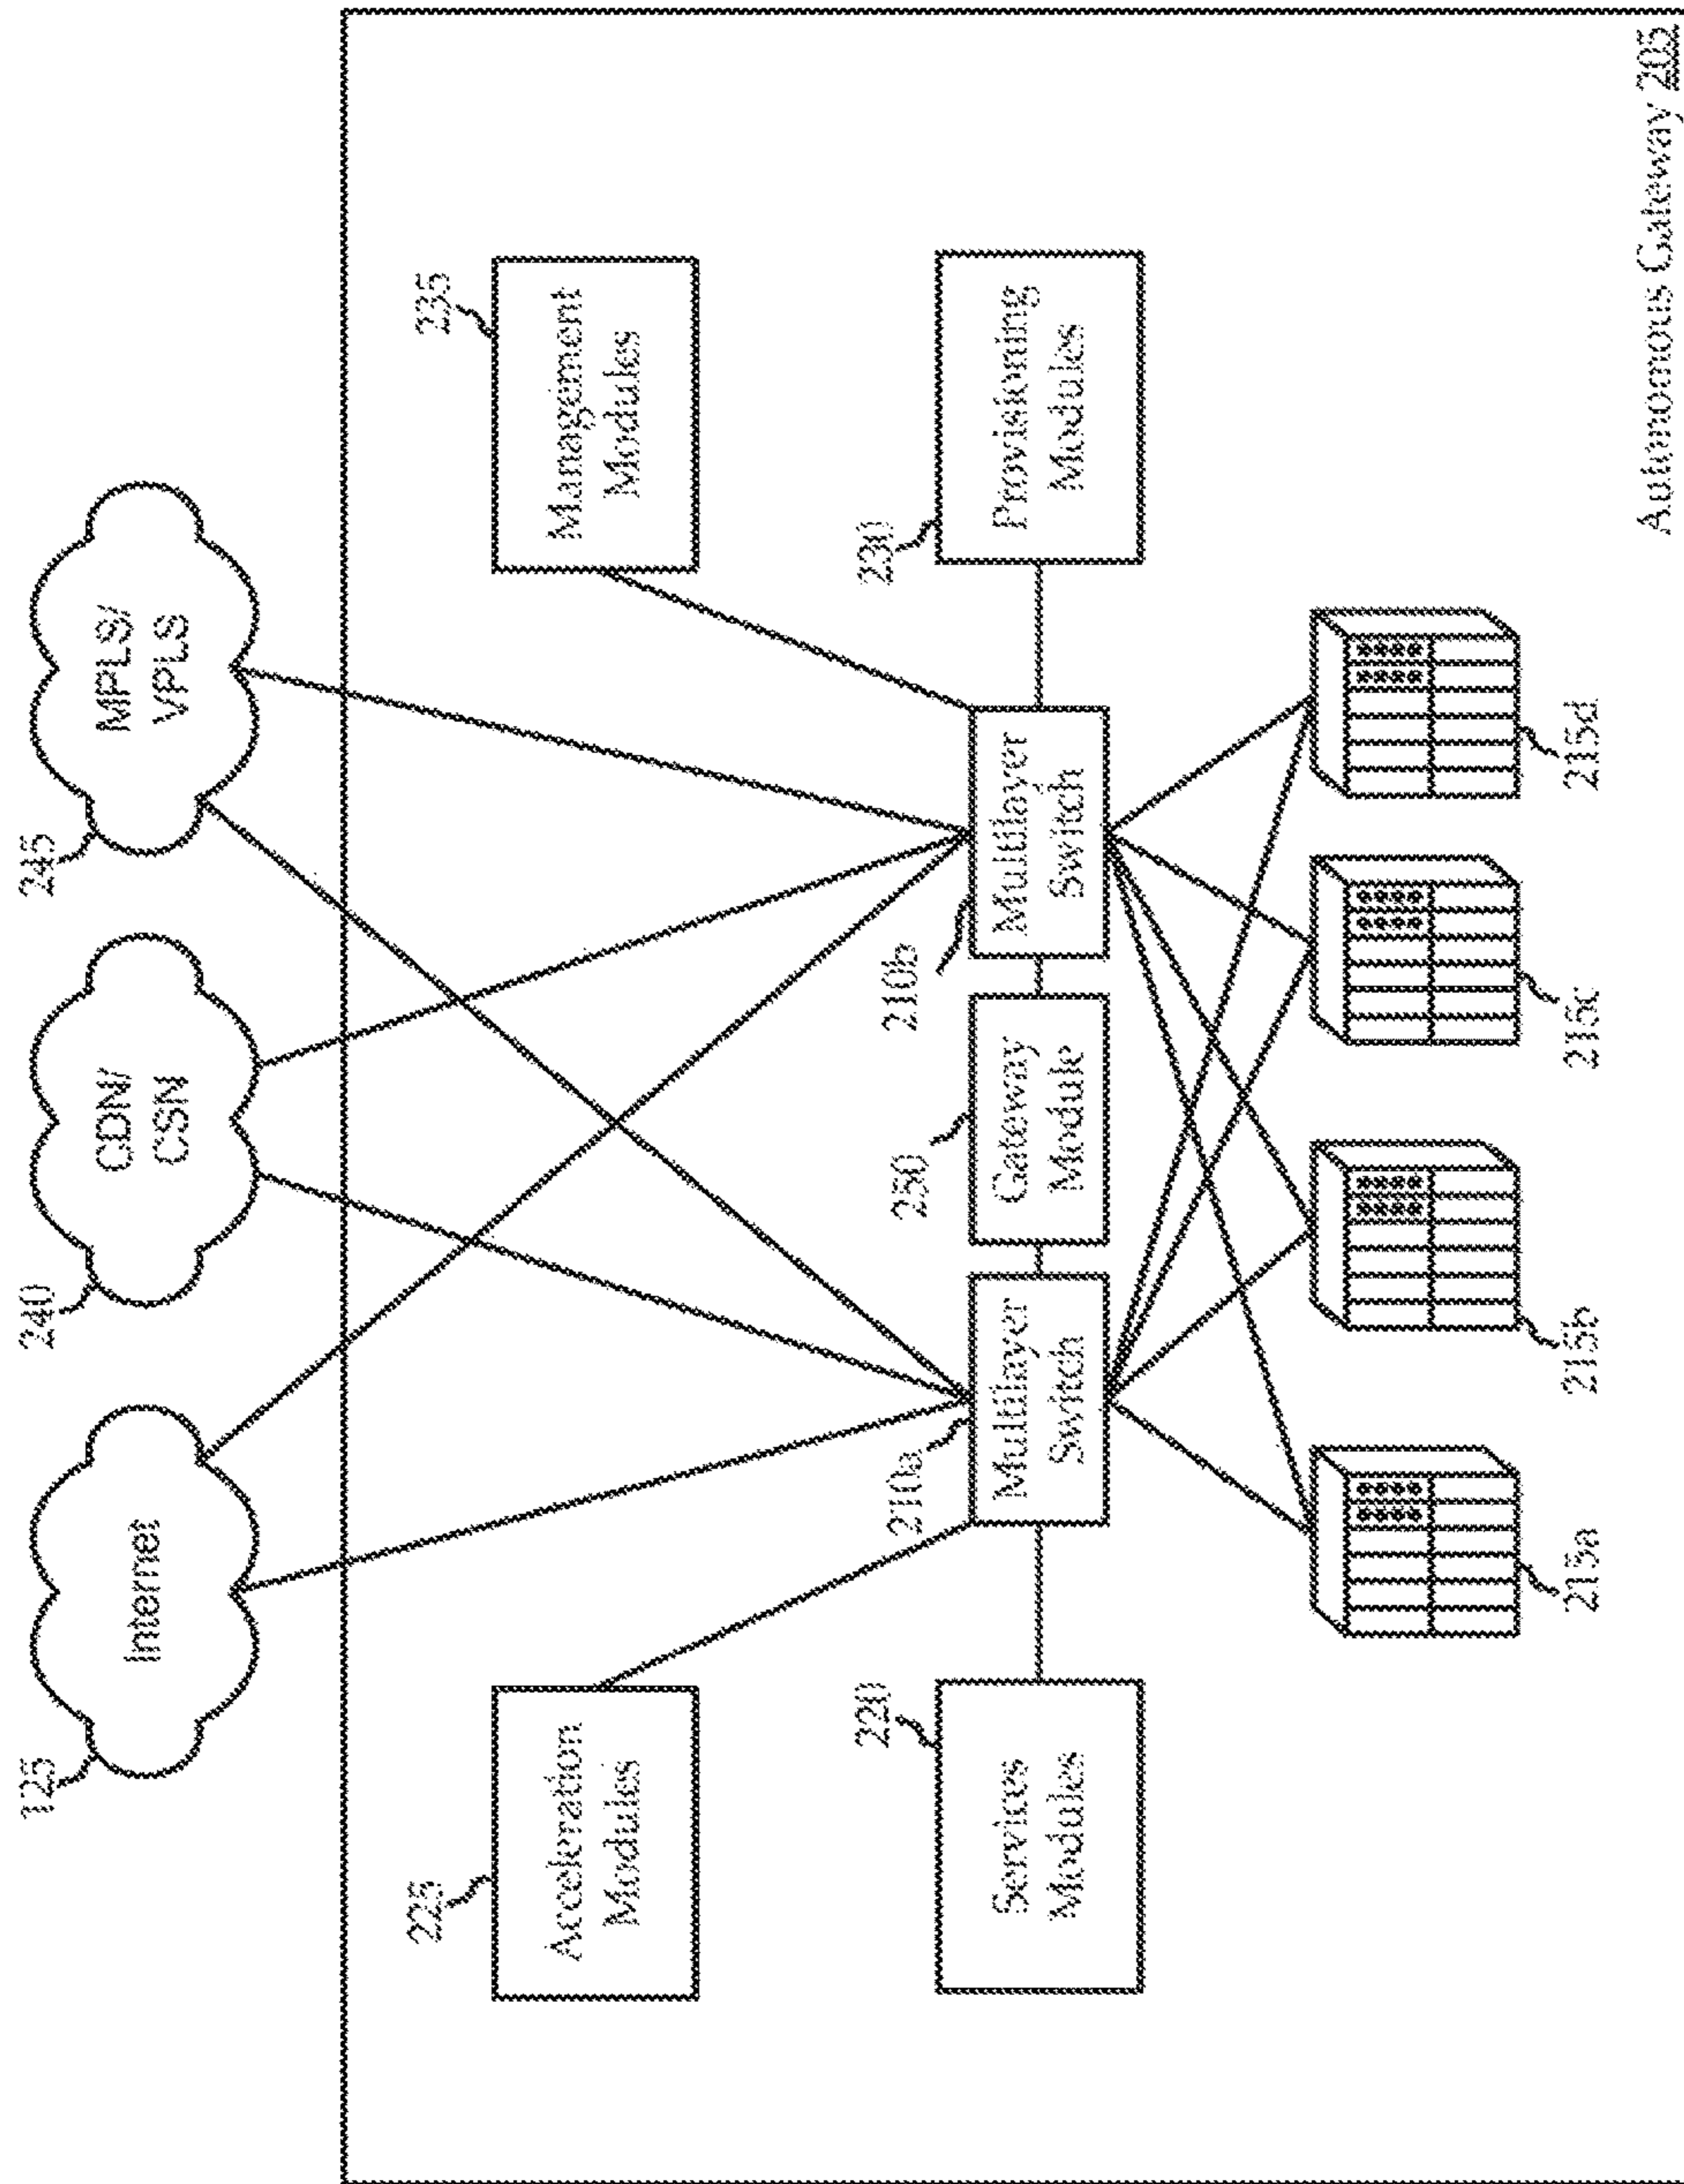 125
240
245
Internet
GDN/
CSN
MPLS/
VPLS
225
235
Acceleration
Modules
Management
Modules
220
210a
250
210b
230
Services
Modules
Multilayer
Switch
Gateway
Module
Multilayer
Switch
Provisioning
Modules
215a
215b
215c
215d
Autonomous Gateway 205